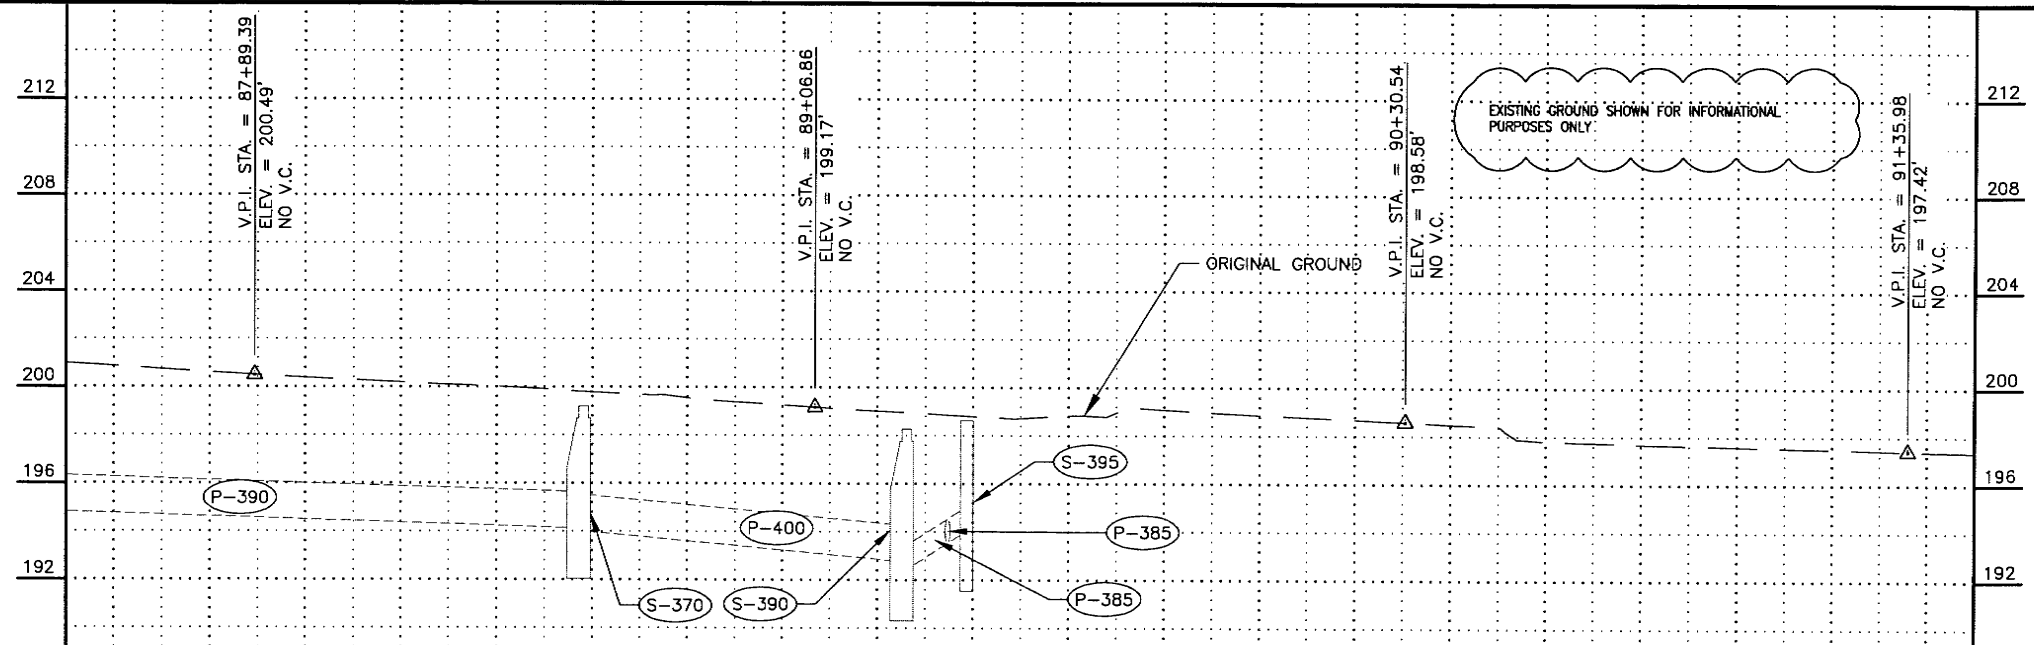 212
208
204
200
196
192
V.P.I. STA. = 87+89.39
ELEV. = 200.49'
NO V.C.
V.P.I. STA. = 89+06.86
ELEV. = 199.17'
NO V.C.
V.P.I. STA. = 90+30.54
ELEV. = 198.58'
NO V.C.
EXISTING GROUND SHOWN FOR INFORMATIONAL
PURPOSES ONLY
V.P.I. STA. = 91+35.98
ELEV. = 197.42'
NO V.C.
ORIGINAL GROUND
P-390
P-400
S-395
P-385
P-385
S-370
S-390
212
208
204
200
196
192